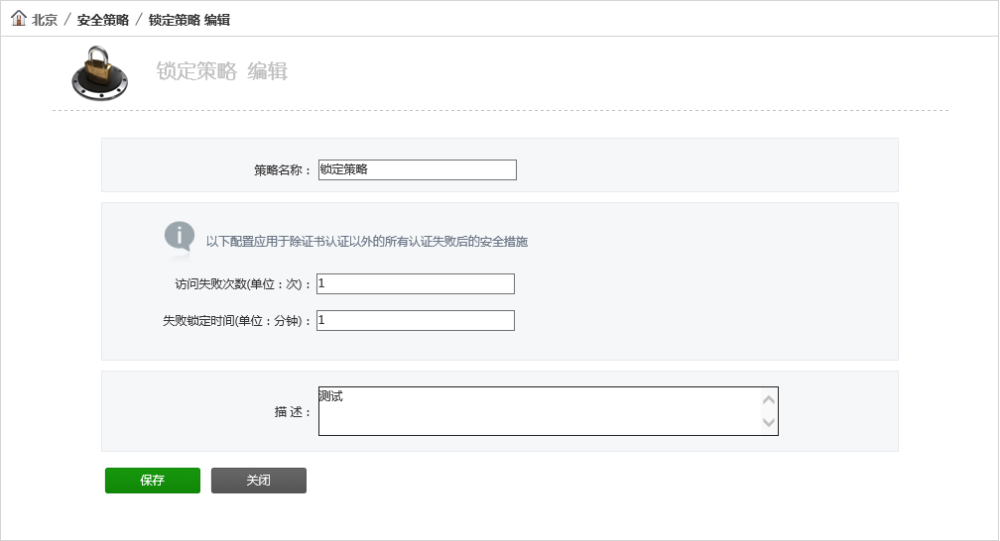 北京 / 安全策略 / 锁定策略 编辑
锁定策略 编辑
策略名称： 锁定策略
以下配置应用于除证书认证以外的所有认证失败后的安全措施
访问失败次数(单位：次)： 1
失败锁定时间(单位：分钟)： 1
描 述： 测试
保存 关闭